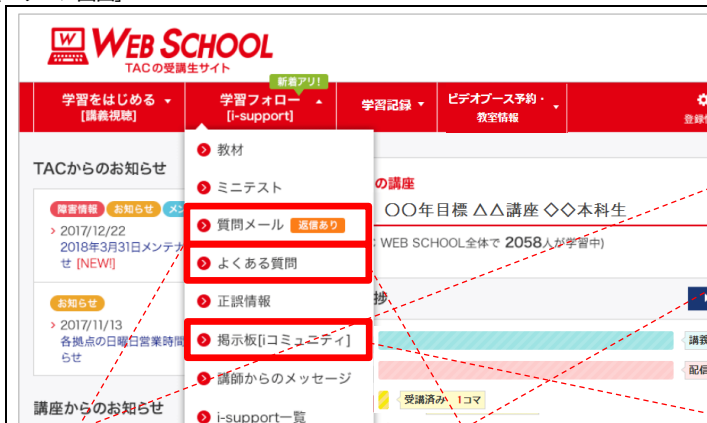 WEB SCHOOL
TACの受講生サイト
新着アリ!
学習をはじめる
[講義視聴]
学習フォロー
[i-support]
学習記録
ビデオブース予約・
教室情報
TACからのお知らせ
障害情報 お知らせ
2017/12/22
2018年3月31日メンテナ
せ [NEW!]
お知らせ
2017/11/13
各拠点の日曜日営業時間
らせ
講座からのお知らせ
教材
ミニテスト
質問メール 返信あり
よくある質問
正誤情報
掲示板[iコミュニティ]
講師からのメッセージ
i-support一覧
の講座
〇〇年目標 △△講座 ◇◇本科生
WEB SCHOOL全体で 2058人が学習中)
捗
講義
配信
受講済み 1コマ